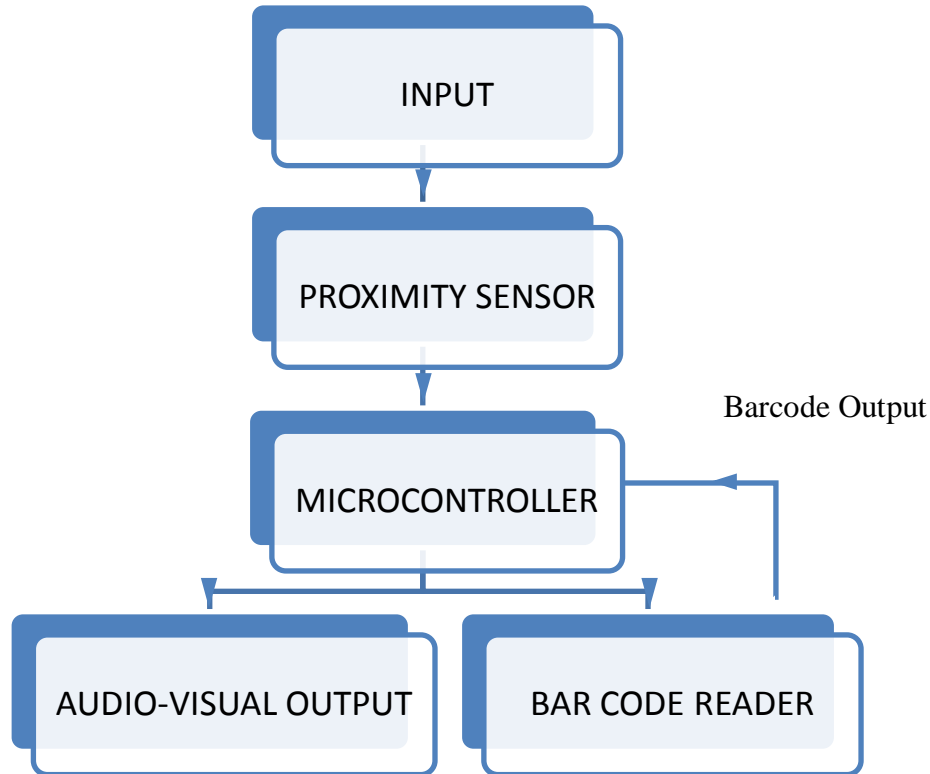 INPUT
PROXIMITY SENSOR
Barcode Output
MICROCONTROLLER
AUDIO-VISUAL OUTPUT
BAR CODE READER